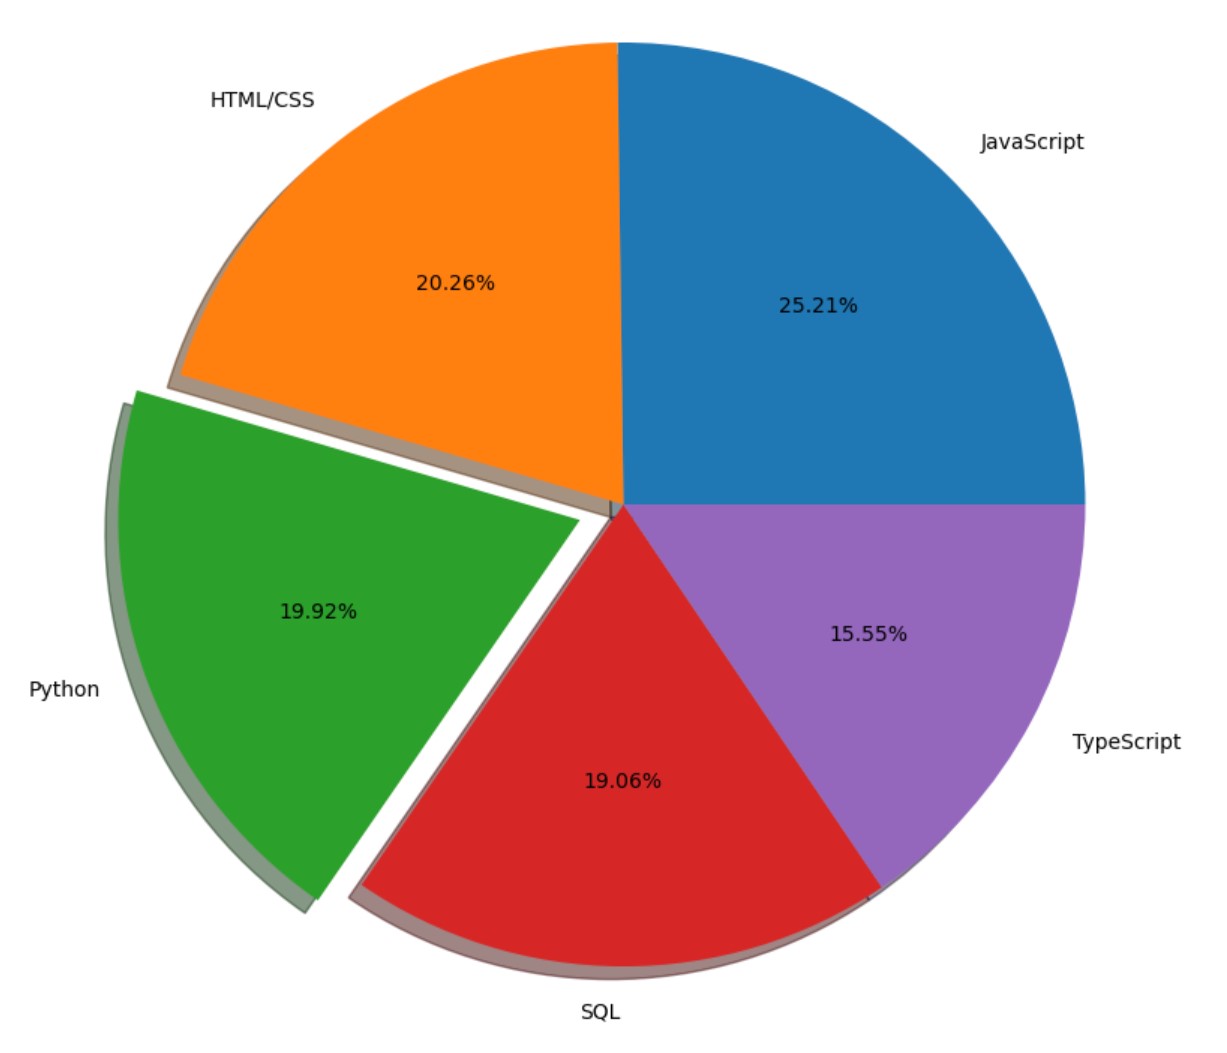 HTML/CSS
JavaScript
20.26%
25.21%
19.92%
15.55%
Python
TypeScript
19.06%
SQL